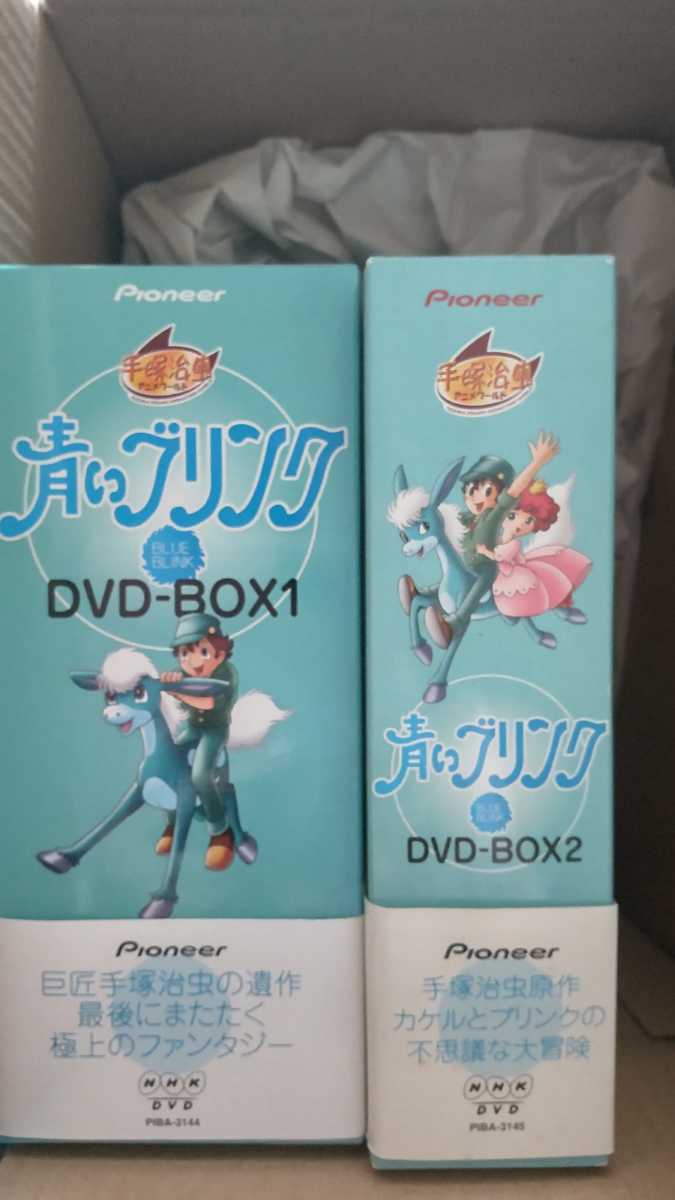 Pioneer
手塚治虫
アニメワールド
青いブリンク
BLUE
BLINK
DVD-BOX1
Pioneer
巨匠手塚治虫の遺作
最後にまたたく
極上のファンタジー
NHK
DVD
PIBA-3144
Pioneer
手塚治虫
アニメワールド
青いブリンク
BLUE
BLINK
DVD-BOX2
Pioneer
手塚治虫原作
カケルとブリンクの
不思議な大冒険
NHK
DVD
PIBA-3145